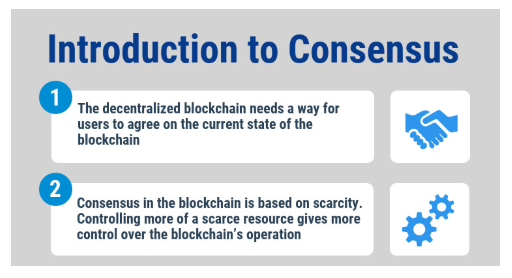 Introduction to Consensus
1
The decentralized blockchain needs a way for
users to agree on the current state of the
blockchain
2
Consensus in the blockchain is based on scarcity.
Controlling more of a scarce resource gives more
control over the blockchain's operation